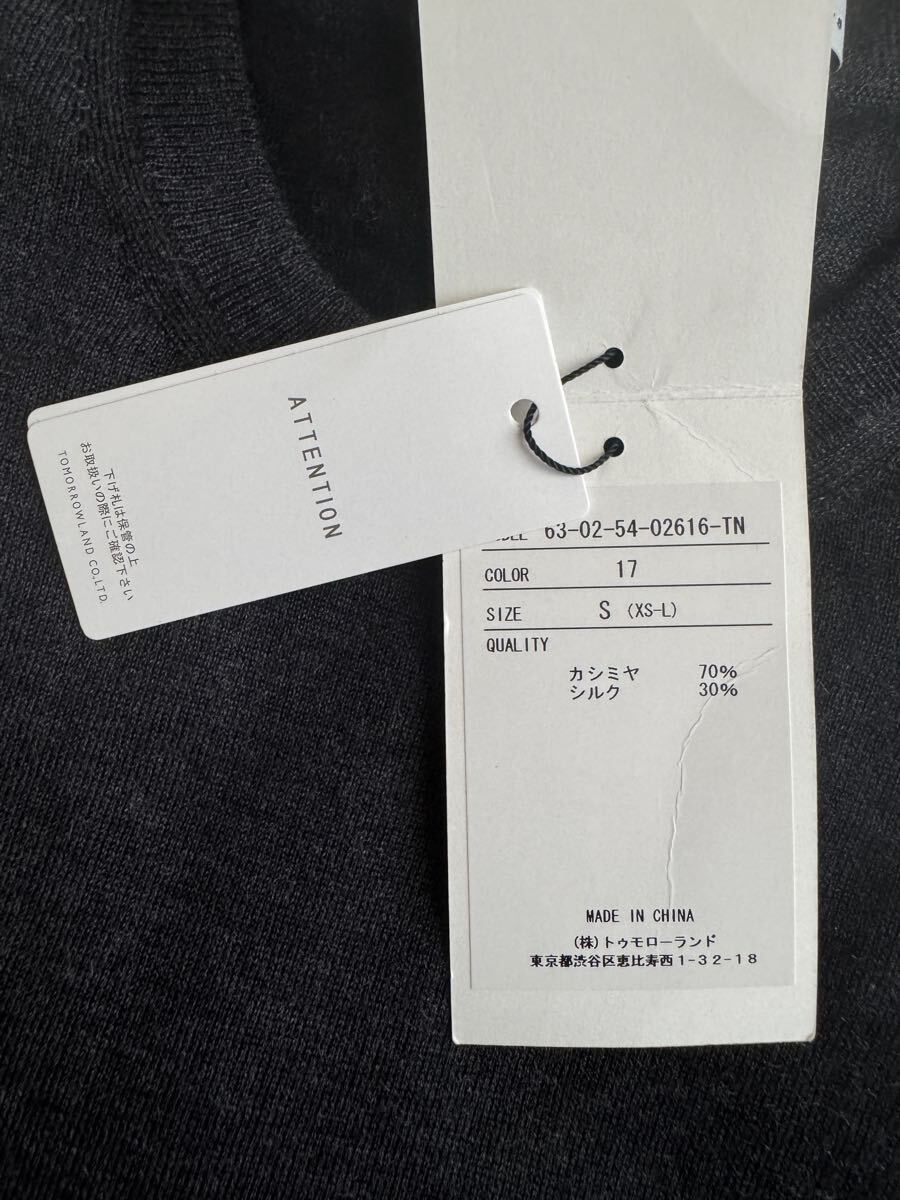 ATTENTION
下げ札は保管の上
お取扱いの際にご確認下さい
TOMORROWLAND CO.,LTD.
63-02-54-02616-TN
COLOR 17
SIZE S (XS-L)
QUALITY
カシミヤ 70%
シルク 30%
MADE IN CHINA
(株)トゥモローランド
東京都渋谷区恵比寿西1-32-18